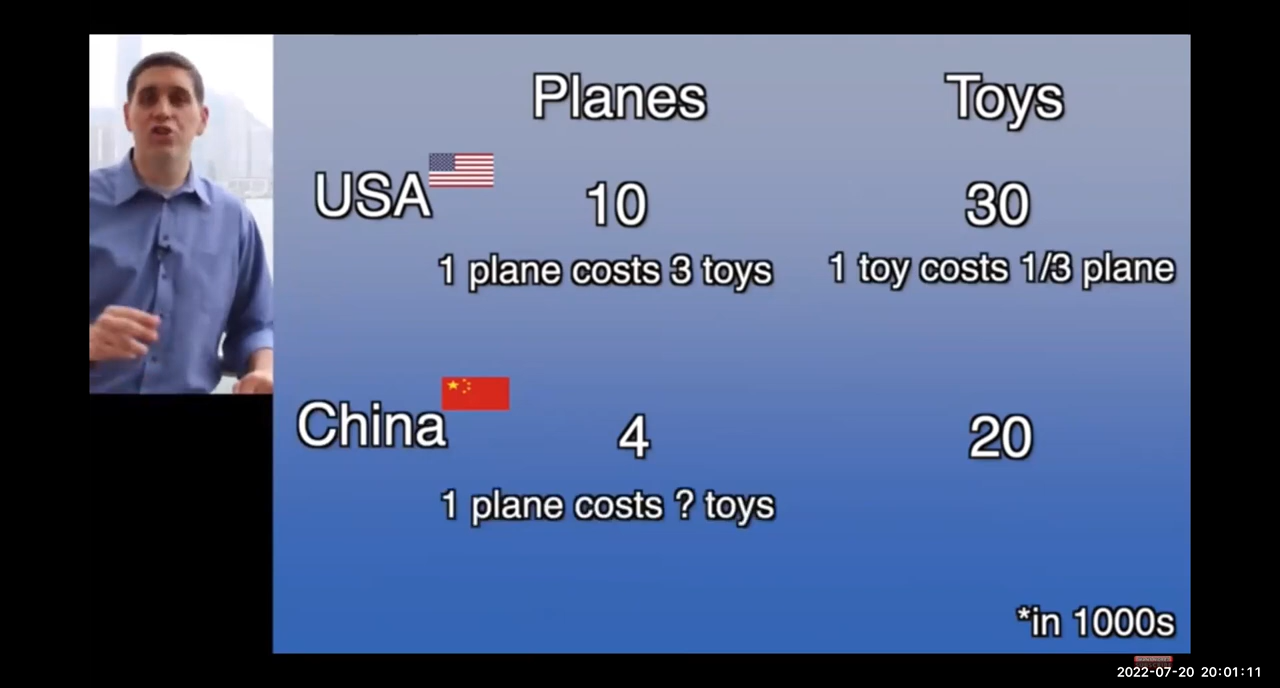 Planes Toys
USA 10 30
1 plane costs 3 toys 1 toy costs 1/3 plane
China 4 20
1 plane costs ? toys
*in 1000s
2022-07-20 20:01:11